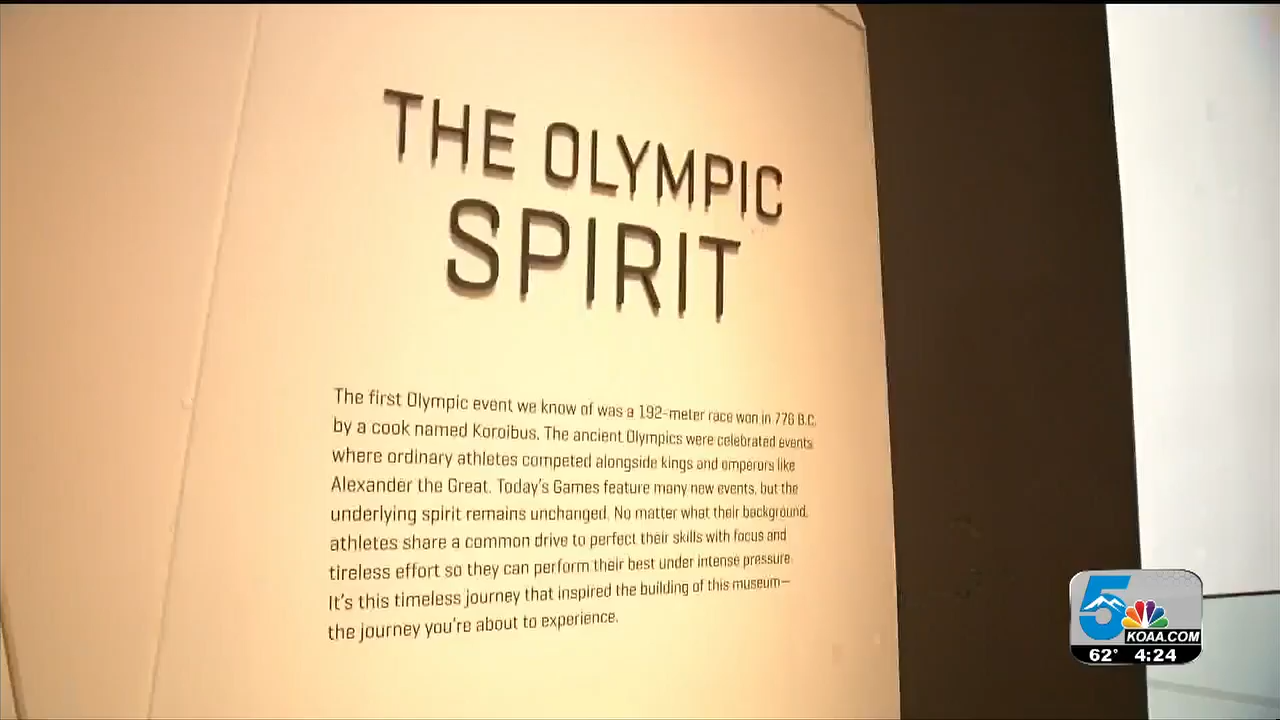 THE OLYMPIC
SPIRIT
The first Olympic event we know of was a 192-meter race won in 776 B.C.
by a cook named Koroibus. The ancient Olympics were celebrated events
where ordinary athletes competed alongside kings and emperors like
Alexander the Great. Today's Games feature many new events, but the
underlying spirit remains unchanged. No matter what their background,
athletes share a common drive to perfect their skills with focus and
tireless effort so they can perform their best under intense pressure.
It's this timeless journey that inspired the building of this museum—
the journey you're about to experience.
5
KOAA.COM
62° 4:24